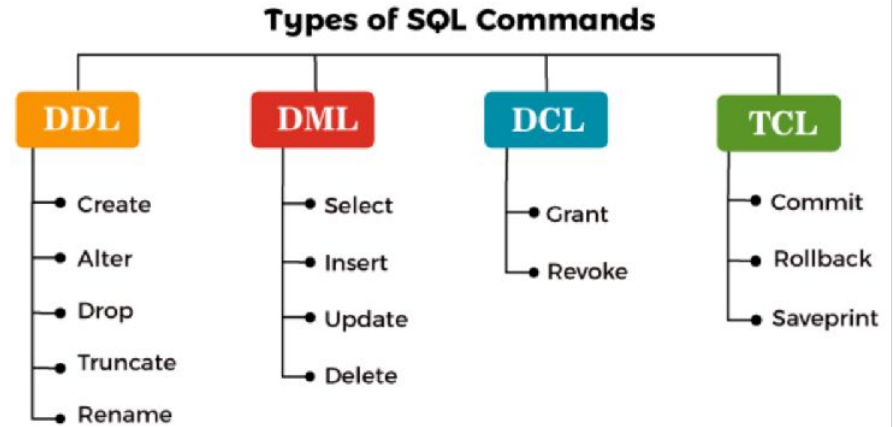 Types of SQL Commands
DDL
Create
Alter
Drop
Truncate
Rename
DML
Select
Insert
Update
Delete
DCL
Grant
Revoke
TCL
Commit
Rollback
Saveprint